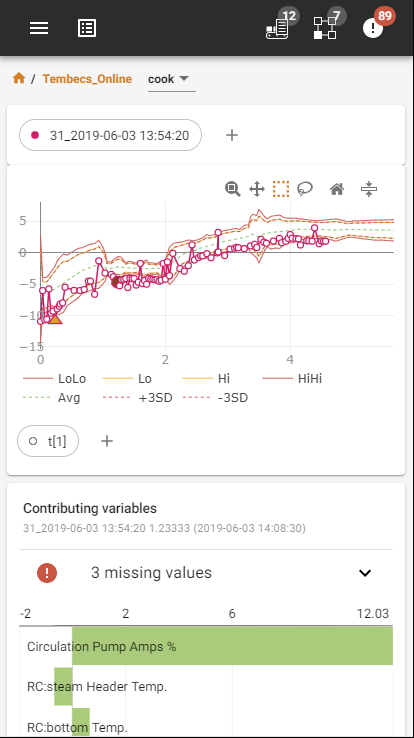 12 7 89
/ Tembecs_Online cook
31_2019-06-03 13:54:20 +
5
0
−5
−10
−15
0 2 4
LoLo Lo Hi HiHi
Avg +3SD -3SD
t[1] +
Contributing variables
31_2019-06-03 13:54:20 1.23333 (2019-06-03 14:08:30)
3 missing values
-2 2 6 12.03
Circulation Pump Amps %
RC:steam Header Temp.
RC:bottom Temp.